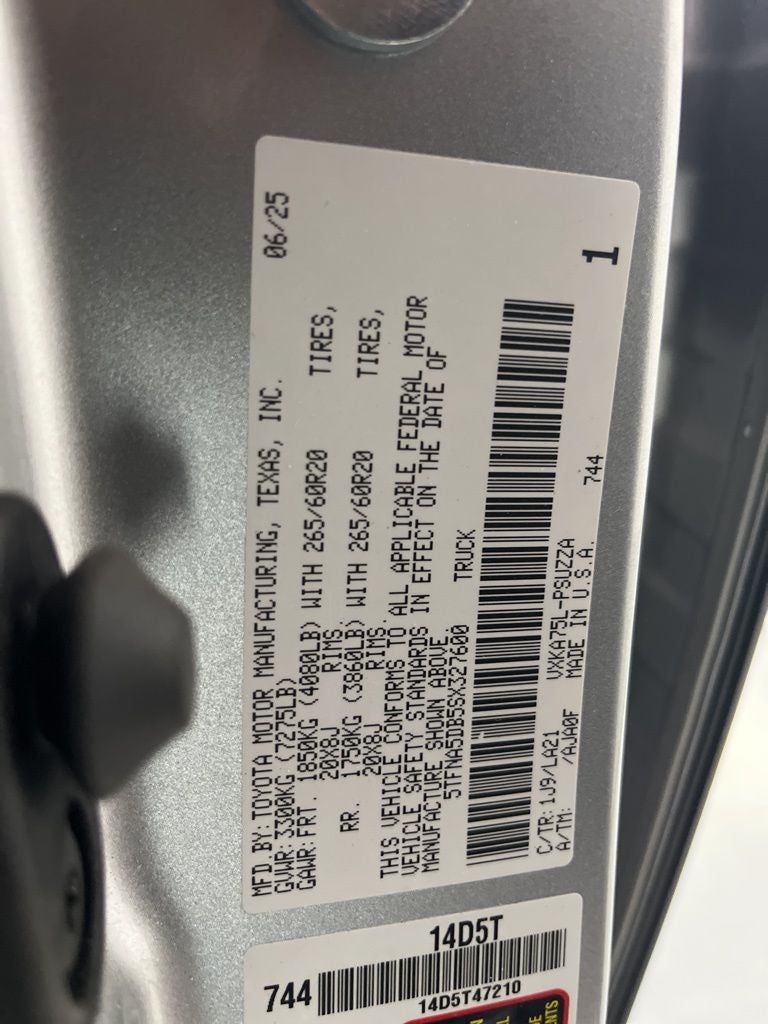 MFD.BY:TOYOTA MOTOR MANUFACTURING, TEXAS, INC. 06/25
GVWR:3300KG (7275LB)
GAWR:FRT. 1850KG (4080LB) WITH 265/60R20 TIRES,
20X8J RIMS
RR. 1750KG (3860LB) WITH 265/60R20 TIRES,
20X8J RIMS.
THIS VEHICLE CONFORMS TO ALL APPLICABLE FEDERAL MOTOR
VEHICLE SAFETY STANDARDS IN EFFECT ON THE DATE OF
MANUFACTURE SHOWN ABOVE.
5TFNA5DB5SX327600 TRUCK
1
C/TR:1J9/LA21 VXKA75L-PSUZZA
A/TM: /AJA0F MADE IN U.S.A. 744
14D5T
744
14D5T47210